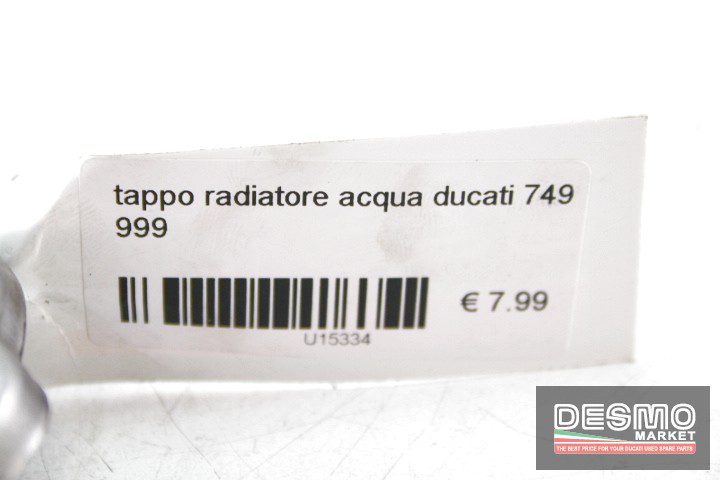 tappo radiatore acqua ducati 749
999
€ 7.99
U15334
DESMO
MARKET
THE BEST PRICE FOR YOUR DUCATI USED SPARE PARTS